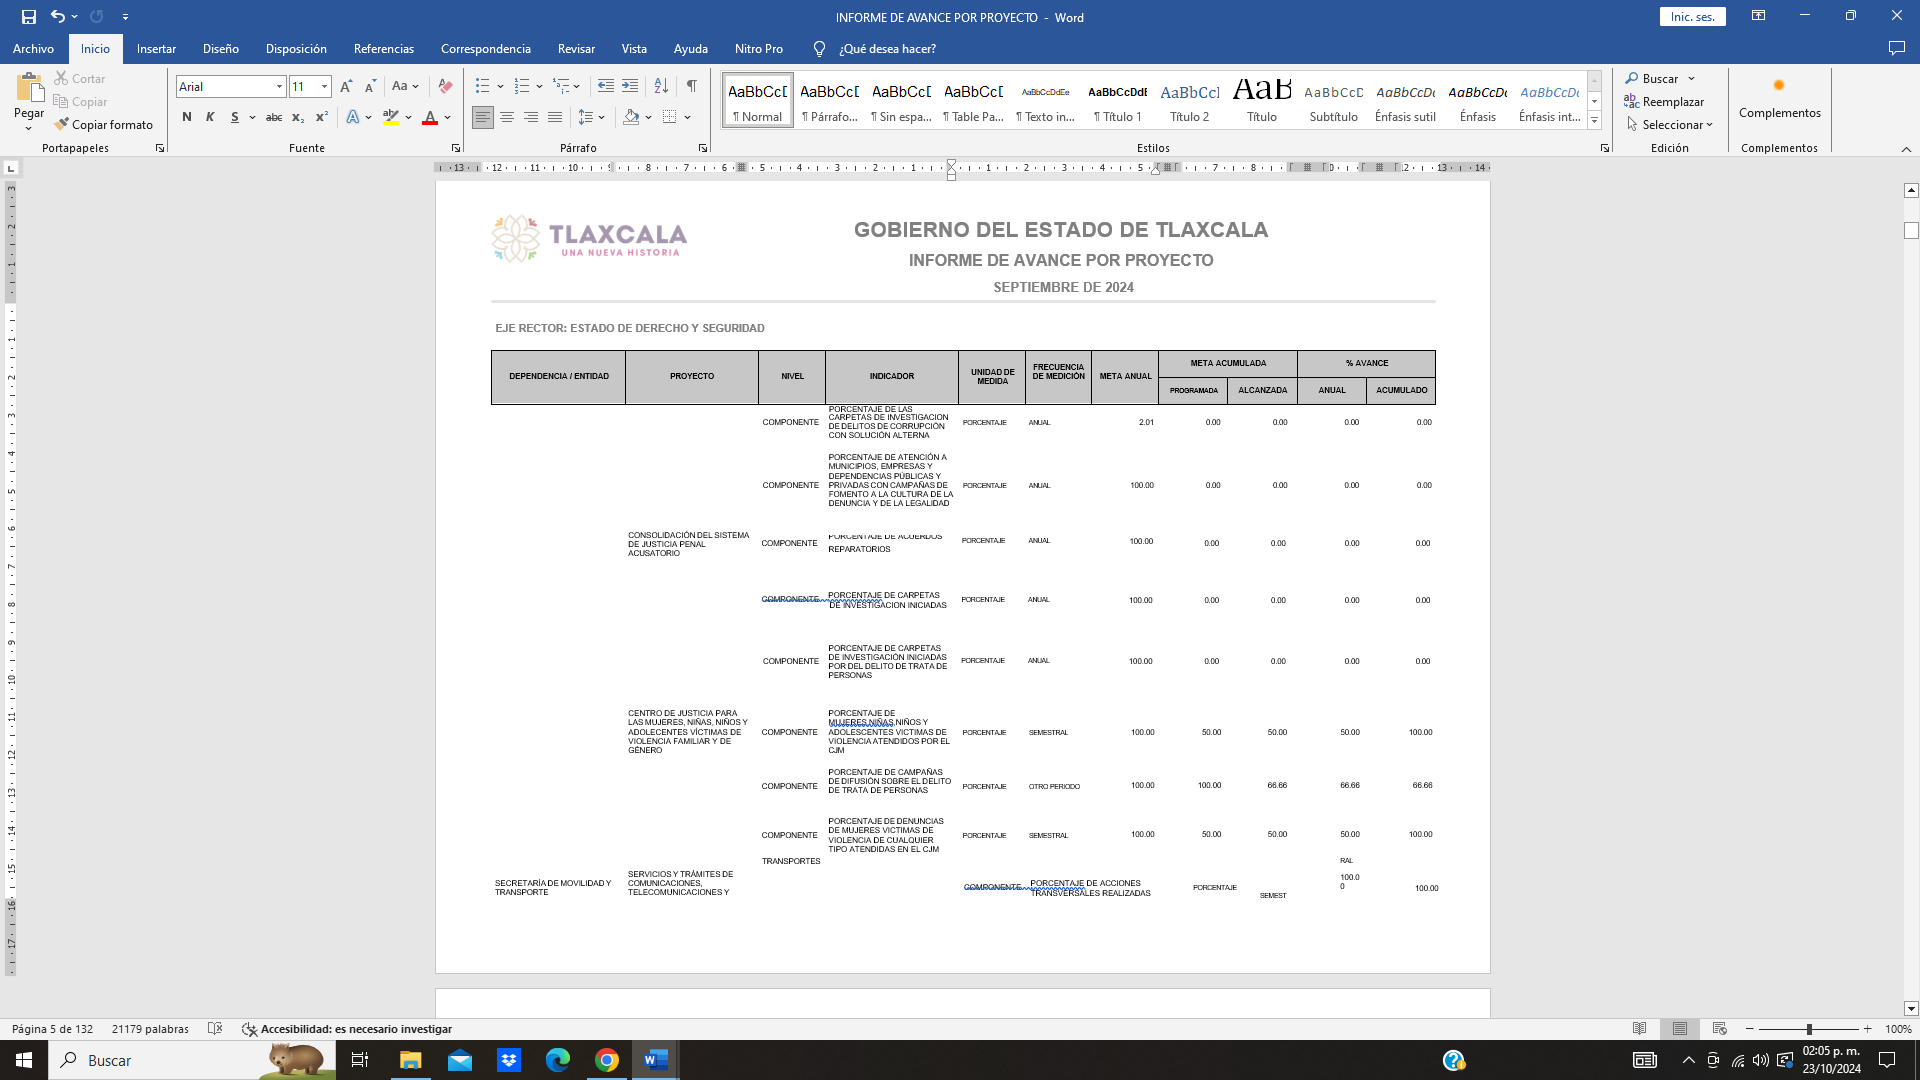 INFORME DE AVANCE POR PROYECTO - Word
Inic. ses.
Archivo Inicio Insertar Diseño Disposición Referencias Correspondencia Revisar Vista Ayuda Nitro Pro ¿Qué desea hacer?
Pegar
Cortar
Copiar
Copiar formato
Portapapeles
Arial 11
N K S abc x₂ x²
Fuente
Párrafo
AaBbCcD AaBbCcD AaBbCcD AaBbCcD AaBbCcDdEe AaBbCcDdE AaBbCcI AaB AaBbCcD AaBbCcDc AaBbCcDc AaBbCcDc
¶ Normal ¶ Párrafo... ¶ Sin espa... ¶ Table Pa... ¶ Texto in... ¶ Título 1 Título 2 Título Subtítulo Énfasis sutil Énfasis Énfasis int...
Estilos
Buscar
Reemplazar
Seleccionar
Edición
Complementos
Complementos
TLAXCALA
UNA NUEVA HISTORIA
GOBIERNO DEL ESTADO DE TLAXCALA
INFORME DE AVANCE POR PROYECTO
SEPTIEMBRE DE 2024
EJE RECTOR: ESTADO DE DERECHO Y SEGURIDAD
DEPENDENCIA / ENTIDAD PROYECTO NIVEL INDICADOR UNIDAD DE MEDIDA FRECUENCIA DE MEDICIÓN META ANUAL META ACUMULADA % AVANCE
PROGRAMADA ALCANZADA ANUAL ACUMULADO
COMPONENTE PORCENTAJE DE LAS CARPETAS DE INVESTIGACION DE DELITOS DE CORRUPCIÓN CON SOLUCIÓN ALTERNA PORCENTAJE ANUAL 2.01 0.00 0.00 0.00 0.00
COMPONENTE PORCENTAJE DE ATENCIÓN A MUNICIPIOS, EMPRESAS Y DEPENDENCIAS PÚBLICAS Y PRIVADAS CON CAMPAÑAS DE FOMENTO A LA CULTURA DE LA DENUNCIA Y DE LA LEGALIDAD PORCENTAJE ANUAL 100.00 0.00 0.00 0.00 0.00
CONSOLIDACIÓN DEL SISTEMA DE JUSTICIA PENAL ACUSATORIO COMPONENTE PORCENTAJE DE ACUERDOS REPARATORIOS PORCENTAJE ANUAL 100.00 0.00 0.00 0.00 0.00
COMPONENTE PORCENTAJE DE CARPETAS DE INVESTIGACION INICIADAS PORCENTAJE ANUAL 100.00 0.00 0.00 0.00 0.00
COMPONENTE PORCENTAJE DE CARPETAS DE INVESTIGACIÓN INICIADAS POR DEL DELITO DE TRATA DE PERSONAS PORCENTAJE ANUAL 100.00 0.00 0.00 0.00 0.00
CENTRO DE JUSTICIA PARA LAS MUJERES, NIÑAS, NIÑOS Y ADOLECENTES VÍCTIMAS DE VIOLENCIA FAMILIAR Y DE GÉNERO COMPONENTE PORCENTAJE DE MUJERES,NIÑAS,NIÑOS Y ADOLESCENTES VICTIMAS DE VIOLENCIA ATENDIDOS POR EL CJM PORCENTAJE SEMESTRAL 100.00 50.00 50.00 50.00 100.00
COMPONENTE PORCENTAJE DE CAMPAÑAS DE DIFUSIÓN SOBRE EL DELITO DE TRATA DE PERSONAS PORCENTAJE OTRO PERIODO 100.00 100.00 66.66 66.66 66.66
COMPONENTE PORCENTAJE DE DENUNCIAS DE MUJERES VICTIMAS DE VIOLENCIA DE CUALQUIER TIPO ATENDIDAS EN EL CJM PORCENTAJE SEMESTRAL 100.00 50.00 50.00 50.00 100.00
TRANSPORTES RAL
SECRETARÍA DE MOVILIDAD Y TRANSPORTE SERVICIOS Y TRÁMITES DE COMUNICACIONES, TELECOMUNICACIONES Y COMPONENTE PORCENTAJE DE ACCIONES TRANSVERSALES REALIZADAS PORCENTAJE SEMEST 100.00 100.00
Página 5 de 132 21179 palabras Accesibilidad: es necesario investigar 100%
Buscar
02:05 p. m.
23/10/2024